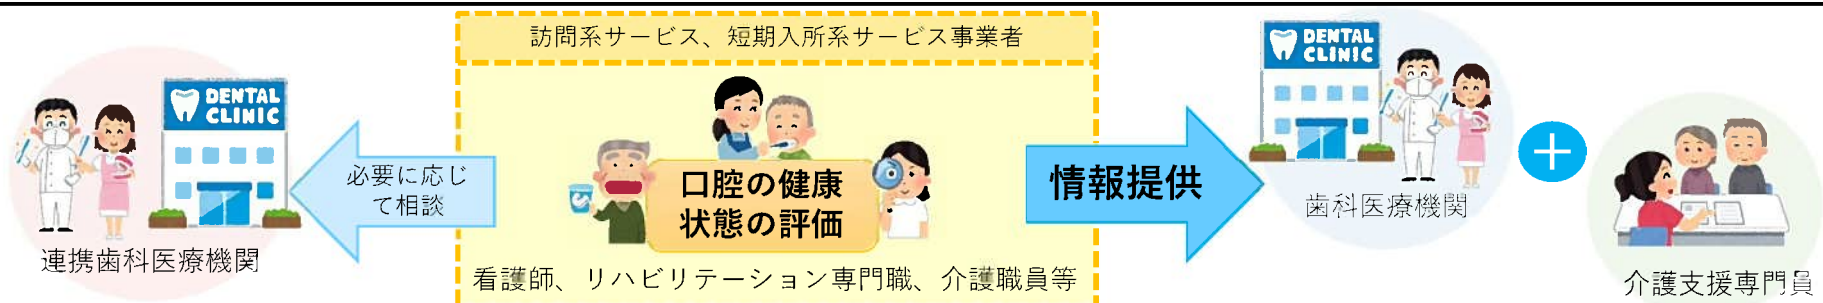 訪問系サービス、短期入所系サービス事業者
DENTAL
CLINIC
必要に応じ
て相談
連携歯科医療機関
口腔の健康
状態の評価
看護師、リハビリテーション専門職、介護職員等
情報提供
DENTAL
CLINIC
歯科医療機関
+
介護支援専門員